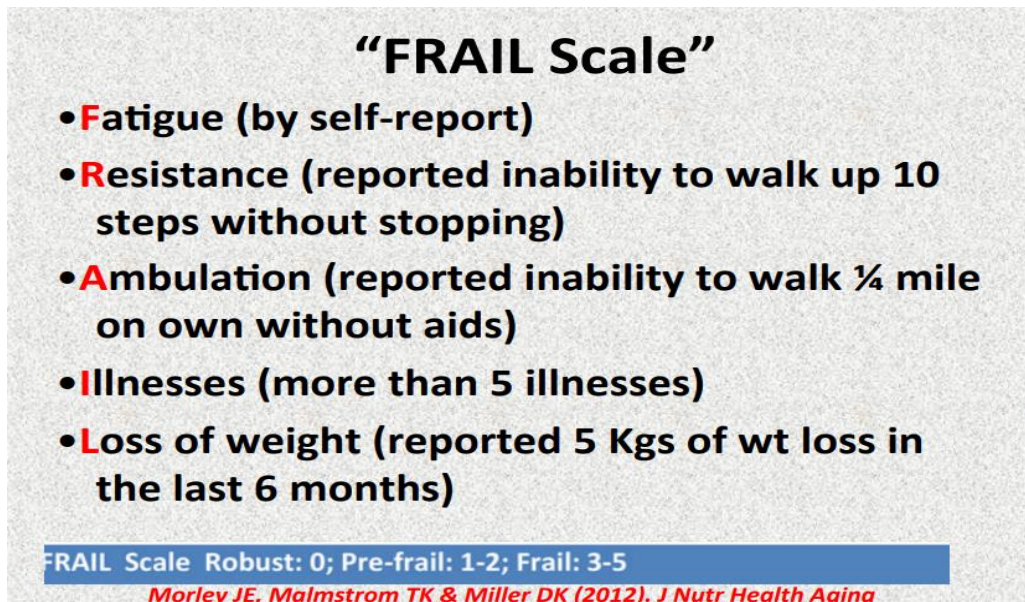 “FRAIL Scale”
•Fatigue (by self-report)
•Resistance (reported inability to walk up 10
steps without stopping)
•Ambulation (reported inability to walk ¼ mile
on own without aids)
•Illnesses (more than 5 illnesses)
•Loss of weight (reported 5 Kgs of wt loss in
the last 6 months)
FRAIL Scale Robust: 0; Pre-frail: 1-2; Frail: 3-5
Morley JE, Malmstrom TK & Miller DK (2012). J Nutr Health Aging